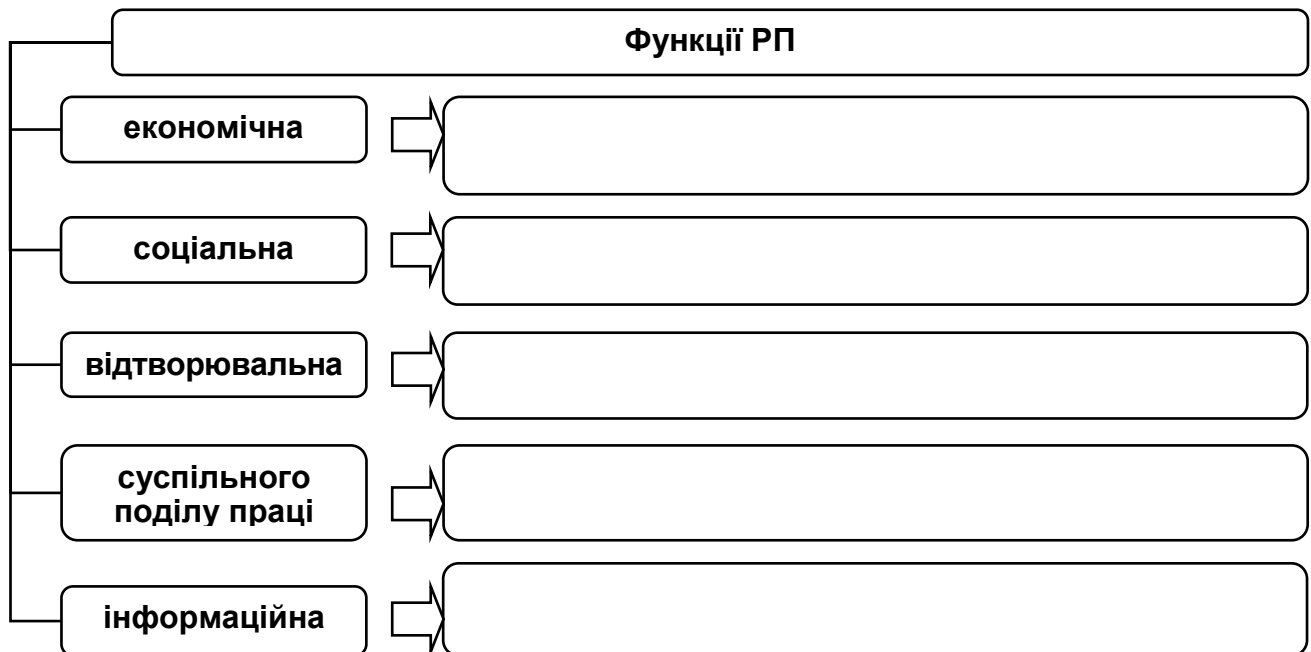 Функції РП
економічна
соціальна
відтворювальна
суспільного
поділу праці
інформаційна